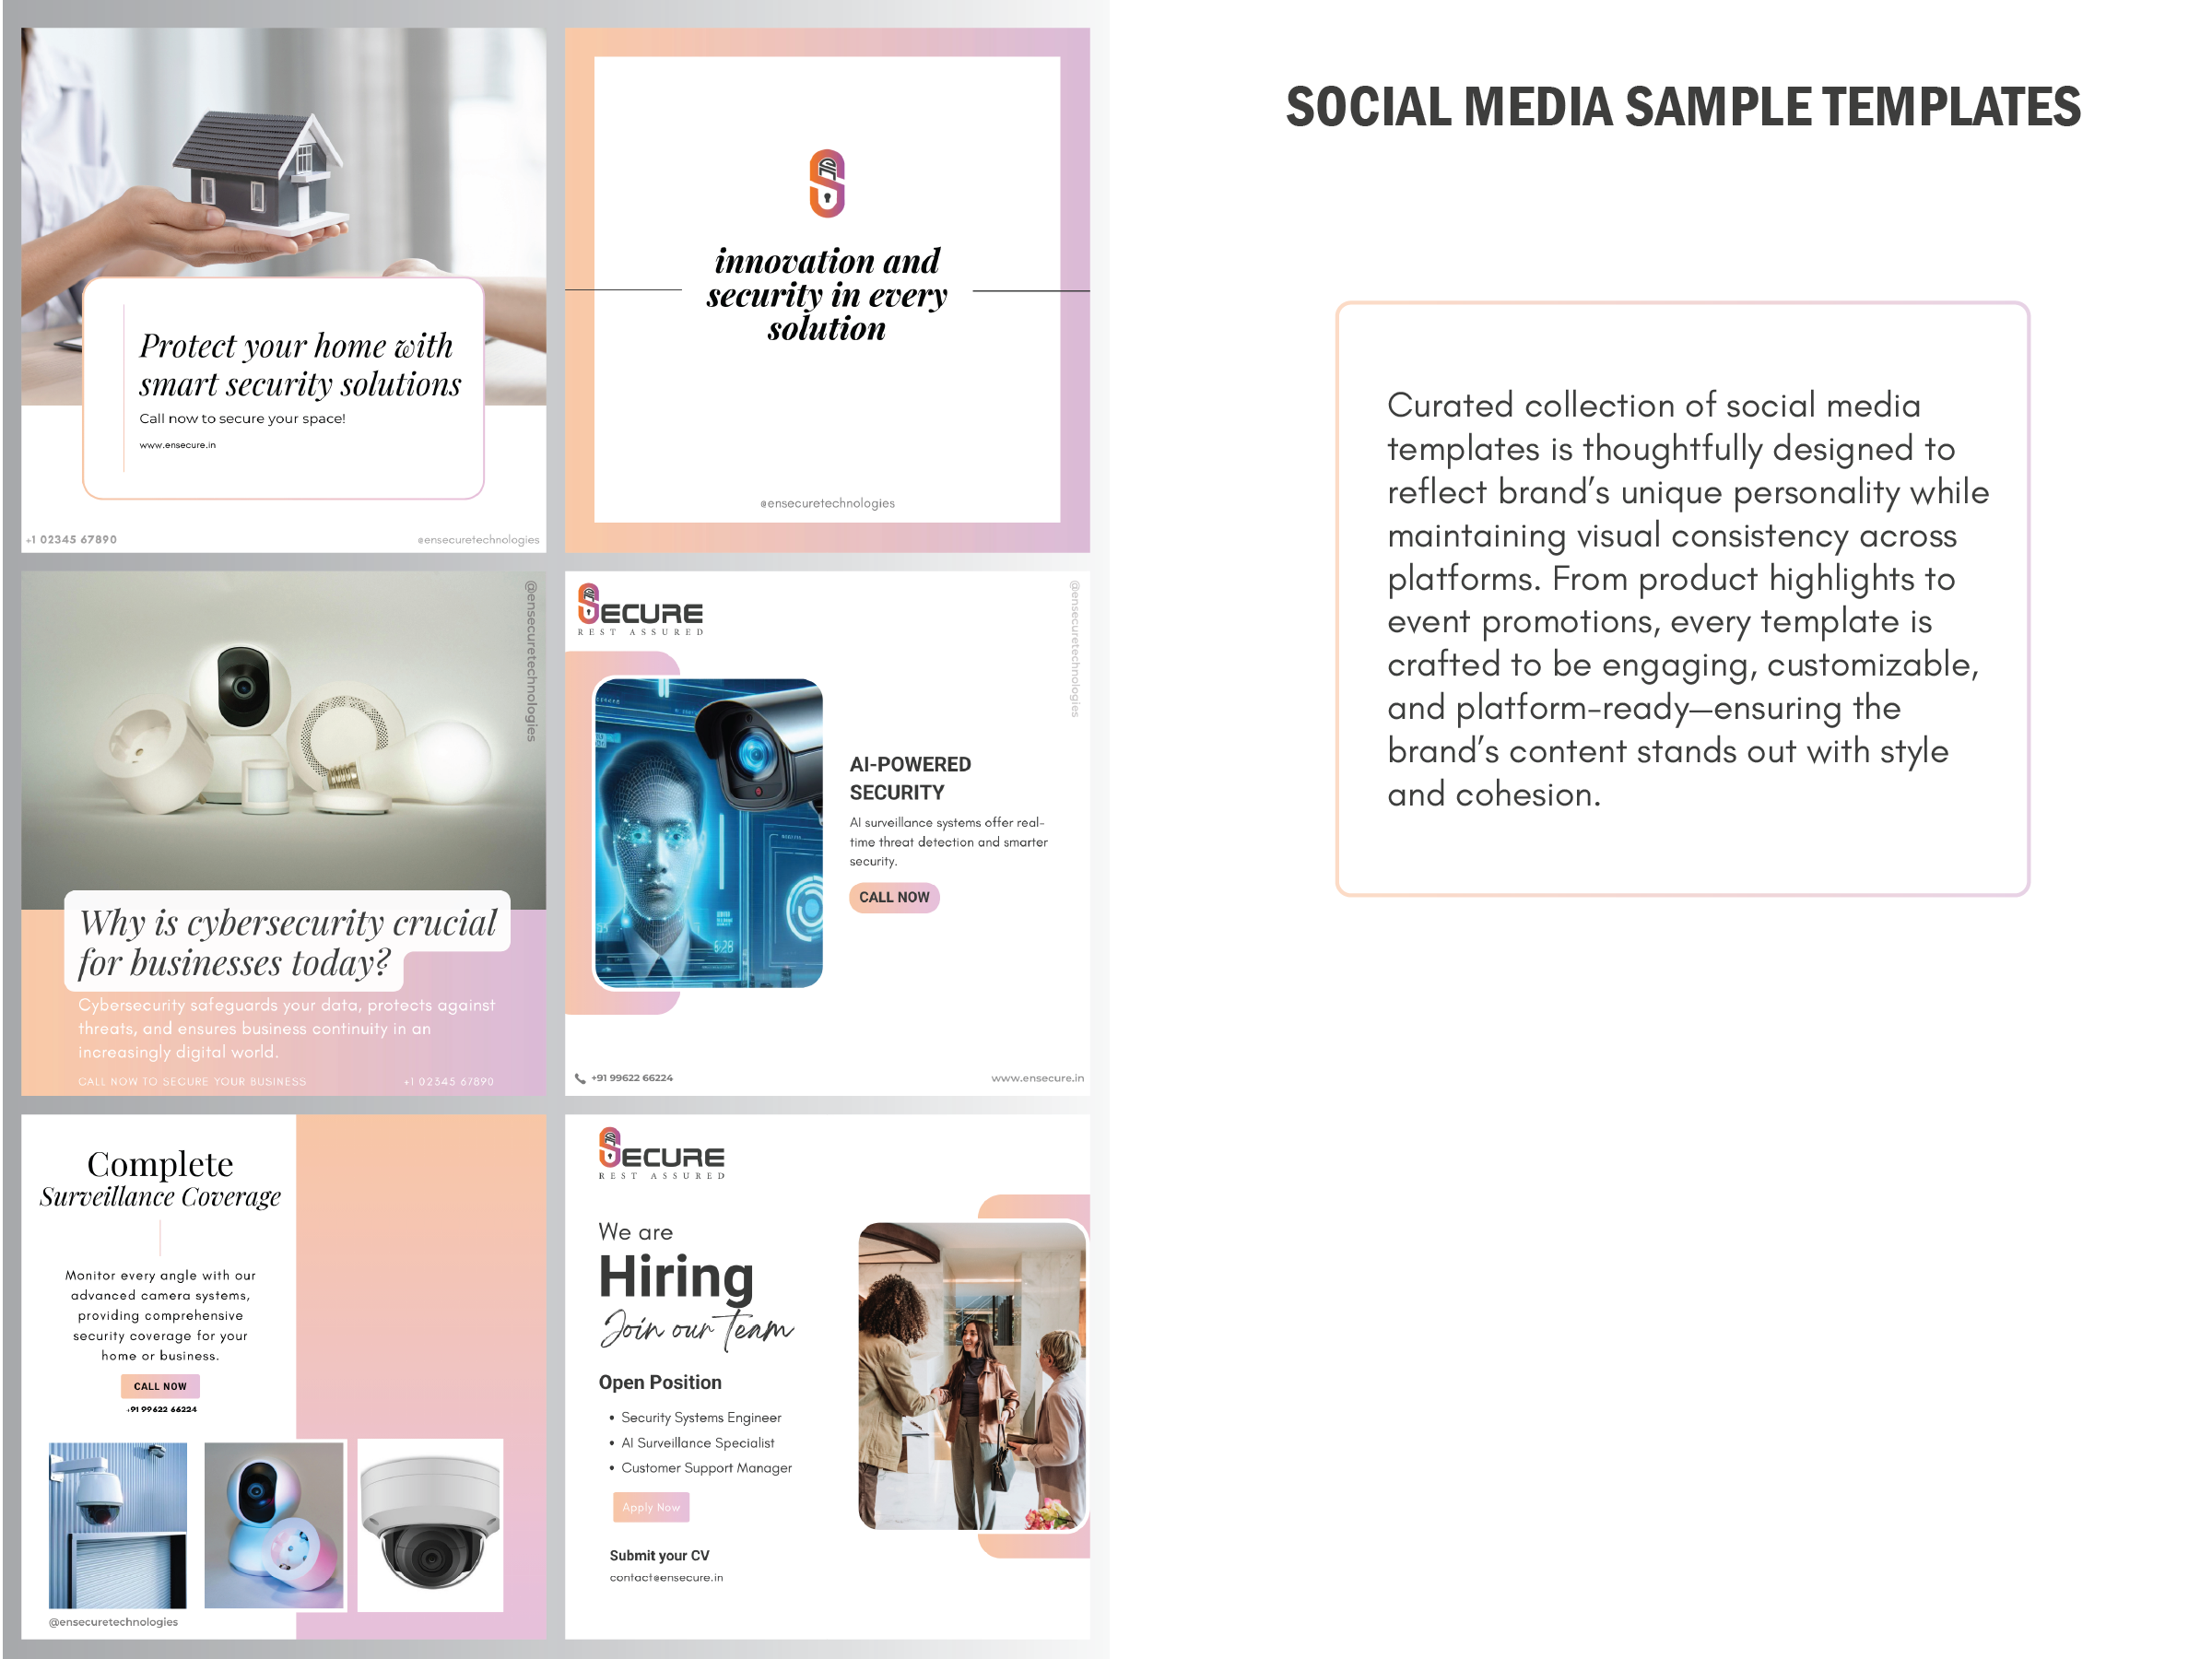 SOCIAL MEDIA SAMPLE TEMPLATES
Curated collection of social media
templates is thoughtfully designed to
reflect brand’s unique personality while
maintaining visual consistency across
platforms. From product highlights to
event promotions, every template is
crafted to be engaging, customizable,
and platform-ready—ensuring the
brand’s content stands out with style
and cohesion.
Protect your home with
smart security solutions
Call now to secure your space!
www.ensecure.in
+1 02345 67890
@ensecuretechnologies
innovation and
security in every
solution
@ensecuretechnologies
@ensecuretechnologies
Why is cybersecurity crucial
for businesses today?
Cybersecurity safeguards your data, protects against
threats, and ensures business continuity in an
increasingly digital world.
CALL NOW TO SECURE YOUR BUSINESS
+1 02345 67890
SECURE
REST ASSURED
@ensecuretechnologies
AI-POWERED
SECURITY
AI surveillance systems offer real-
time threat detection and smarter
security.
CALL NOW
+91 99622 66224
www.ensecure.in
Complete
Surveillance Coverage
Monitor every angle with our
advanced camera systems,
providing comprehensive
security coverage for your
home or business.
CALL NOW
+91 99622 66224
@ensecuretechnologies
SECURE
REST ASSURED
We are
Hiring
Join our Team
Open Position
• Security Systems Engineer
• AI Surveillance Specialist
• Customer Support Manager
Apply Now
Submit your CV
contact@ensecure.in